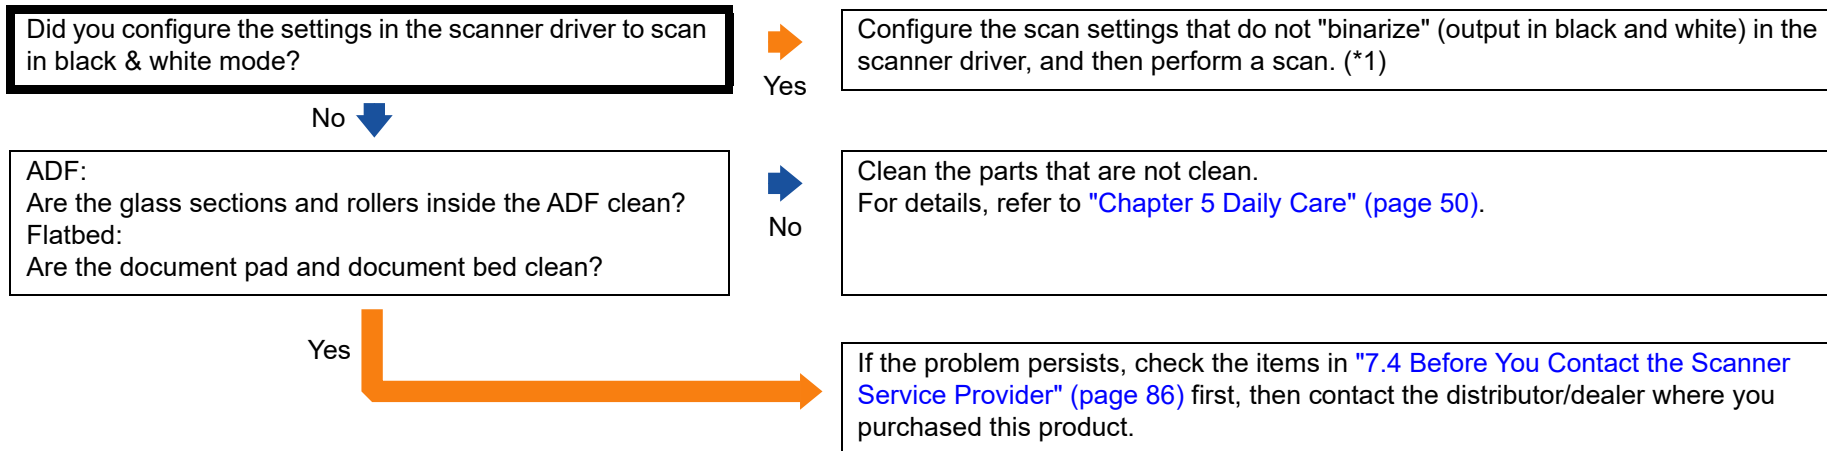 Did you configure the settings in the scanner driver to scan
in black & white mode?
Yes
Configure the scan settings that do not "binarize" (output in black and white) in the
scanner driver, and then perform a scan. (*1)
No
ADF:
Are the glass sections and rollers inside the ADF clean?
Flatbed:
Are the document pad and document bed clean?
No
Clean the parts that are not clean.
For details, refer to "Chapter 5 Daily Care" (page 50).
Yes
If the problem persists, check the items in "7.4 Before You Contact the Scanner
Service Provider" (page 86) first, then contact the distributor/dealer where you
purchased this product.